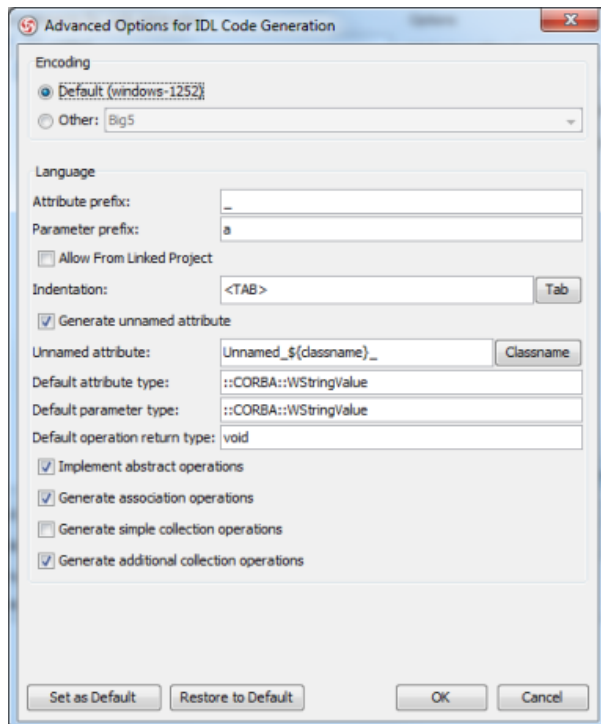 Advanced Options for IDL Code Generation
Encoding
Default (windows-1252)
Other: Big5
Language
Attribute prefix: _
Parameter prefix: a
Allow From Linked Project
Indentation: <TAB> Tab
Generate unnamed attribute
Unnamed attribute: Unnamed_${classname}_ Classname
Default attribute type: ::CORBA::WStringValue
Default parameter type: ::CORBA::WStringValue
Default operation return type: void
Implement abstract operations
Generate association operations
Generate simple collection operations
Generate additional collection operations
Set as Default Restore to Default OK Cancel